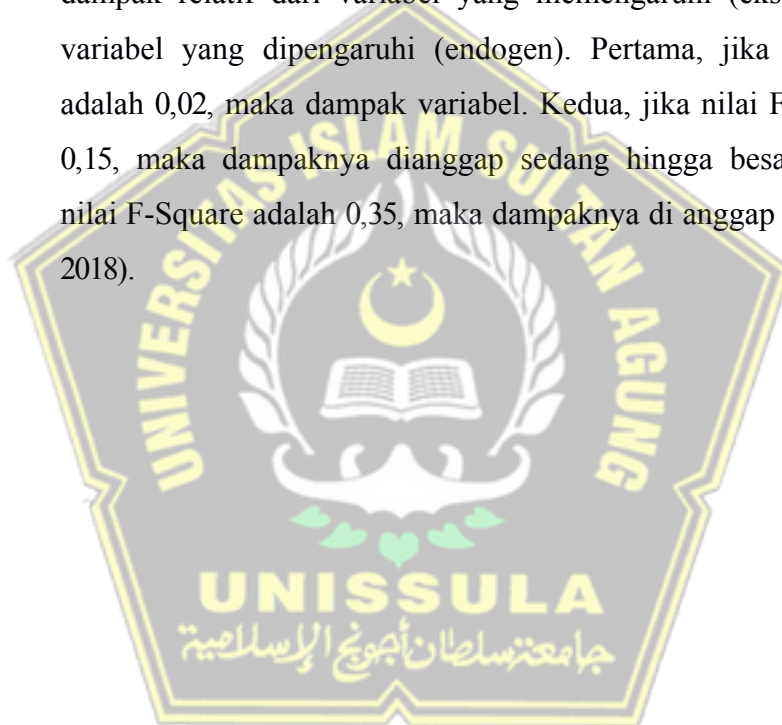 dampak relatif dari variabel yang memengaruhi (eks
variabel yang dipengaruhi (endogen). Pertama, jika
adalah 0,02, maka dampak variabel. Kedua, jika nilai F
0,15, maka dampaknya dianggap sedang hingga besa
nilai F-Square adalah 0,35, maka dampaknya di anggap
2018).
UNIVERSITAS ISLAM SULTAN AGUNG
UNISSULA
جامعة سلطان أجونج الإسلامية